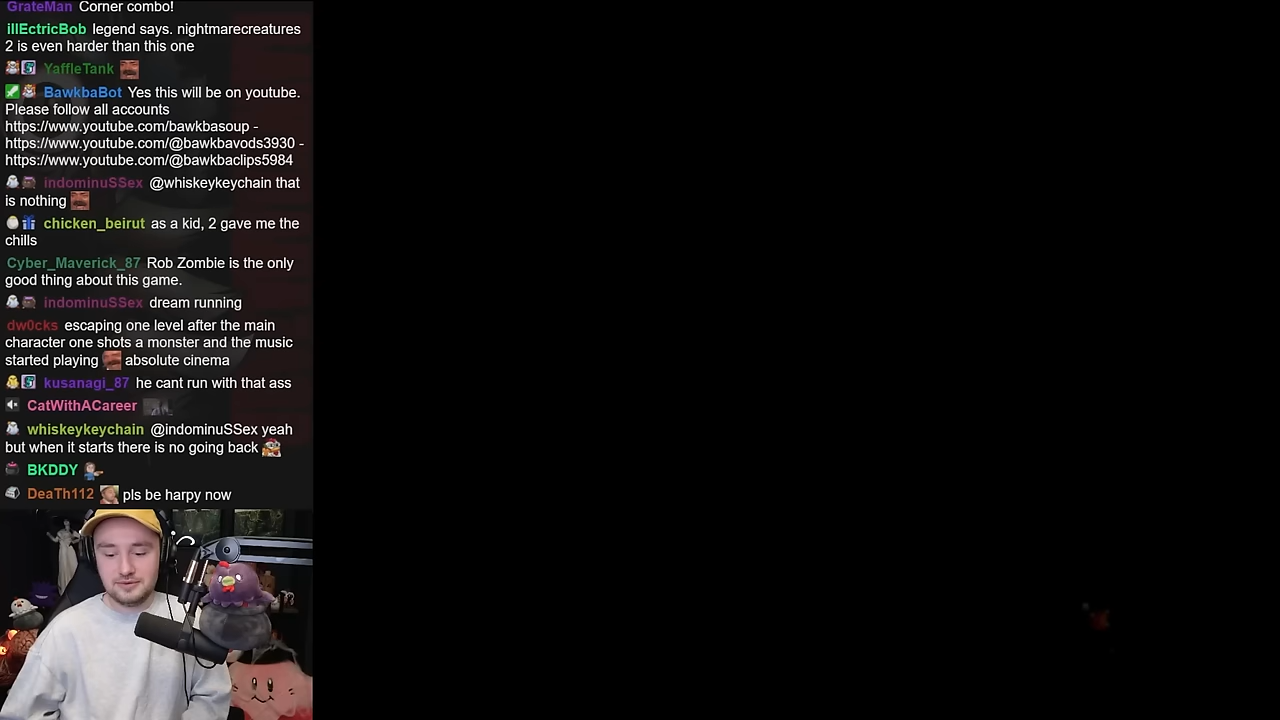 GrateMan Corner combo!
illEctricBob legend says. nightmarecreatures
2 is even harder than this one
YaffleTank
BawkbaBot Yes this will be on youtube.
Please follow all accounts
https://www.youtube.com/bawkbasoup -
https://www.youtube.com/@bawkbavods3930 -
https://www.youtube.com/@bawkbaclips5984
indominuSSex @whiskeykeychain that
is nothing
chicken_beirut as a kid, 2 gave me the
chills
Cyber_Maverick_87 Rob Zombie is the only
good thing about this game.
indominuSSex dream running
dw0cks escaping one level after the main
character one shots a monster and the music
started playing absolute cinema
kusanagi_87 he cant run with that ass
CatWithACareer
whiskeykeychain @indominuSSex yeah
but when it starts there is no going back
BKDDY
DeaTh112 pls be harpy now